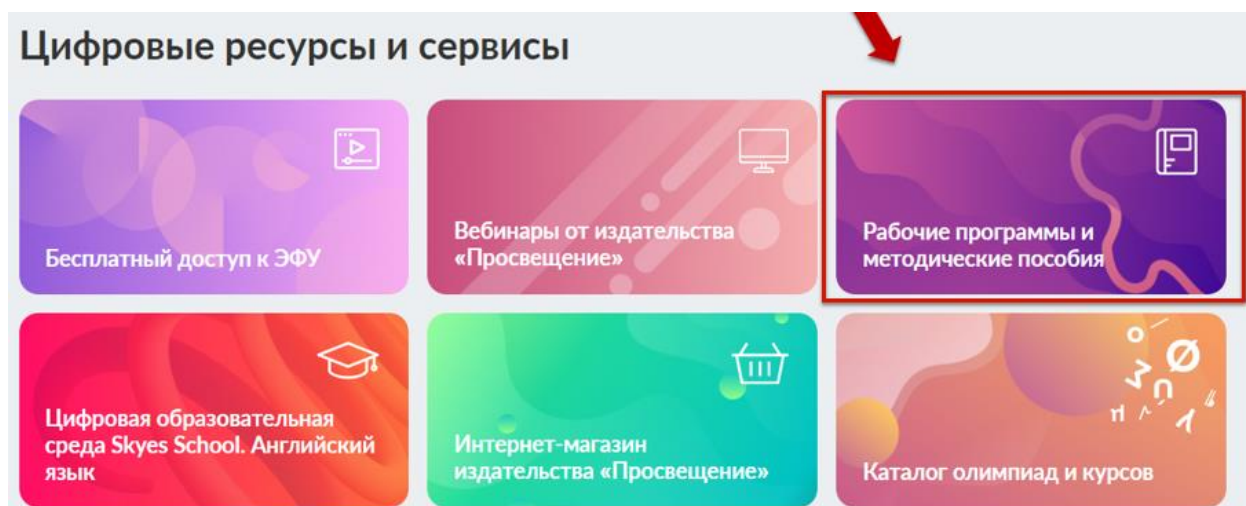 Цифровые ресурсы и сервисы
Бесплатный доступ к ЭФУ
Вебинары от издательства
«Просвещение»
Рабочие программы и
методические пособия
Цифровая образовательная
среда Skyes School. Английский
язык
Интернет-магазин
издательства «Просвещение»
Каталог олимпиад и курсов